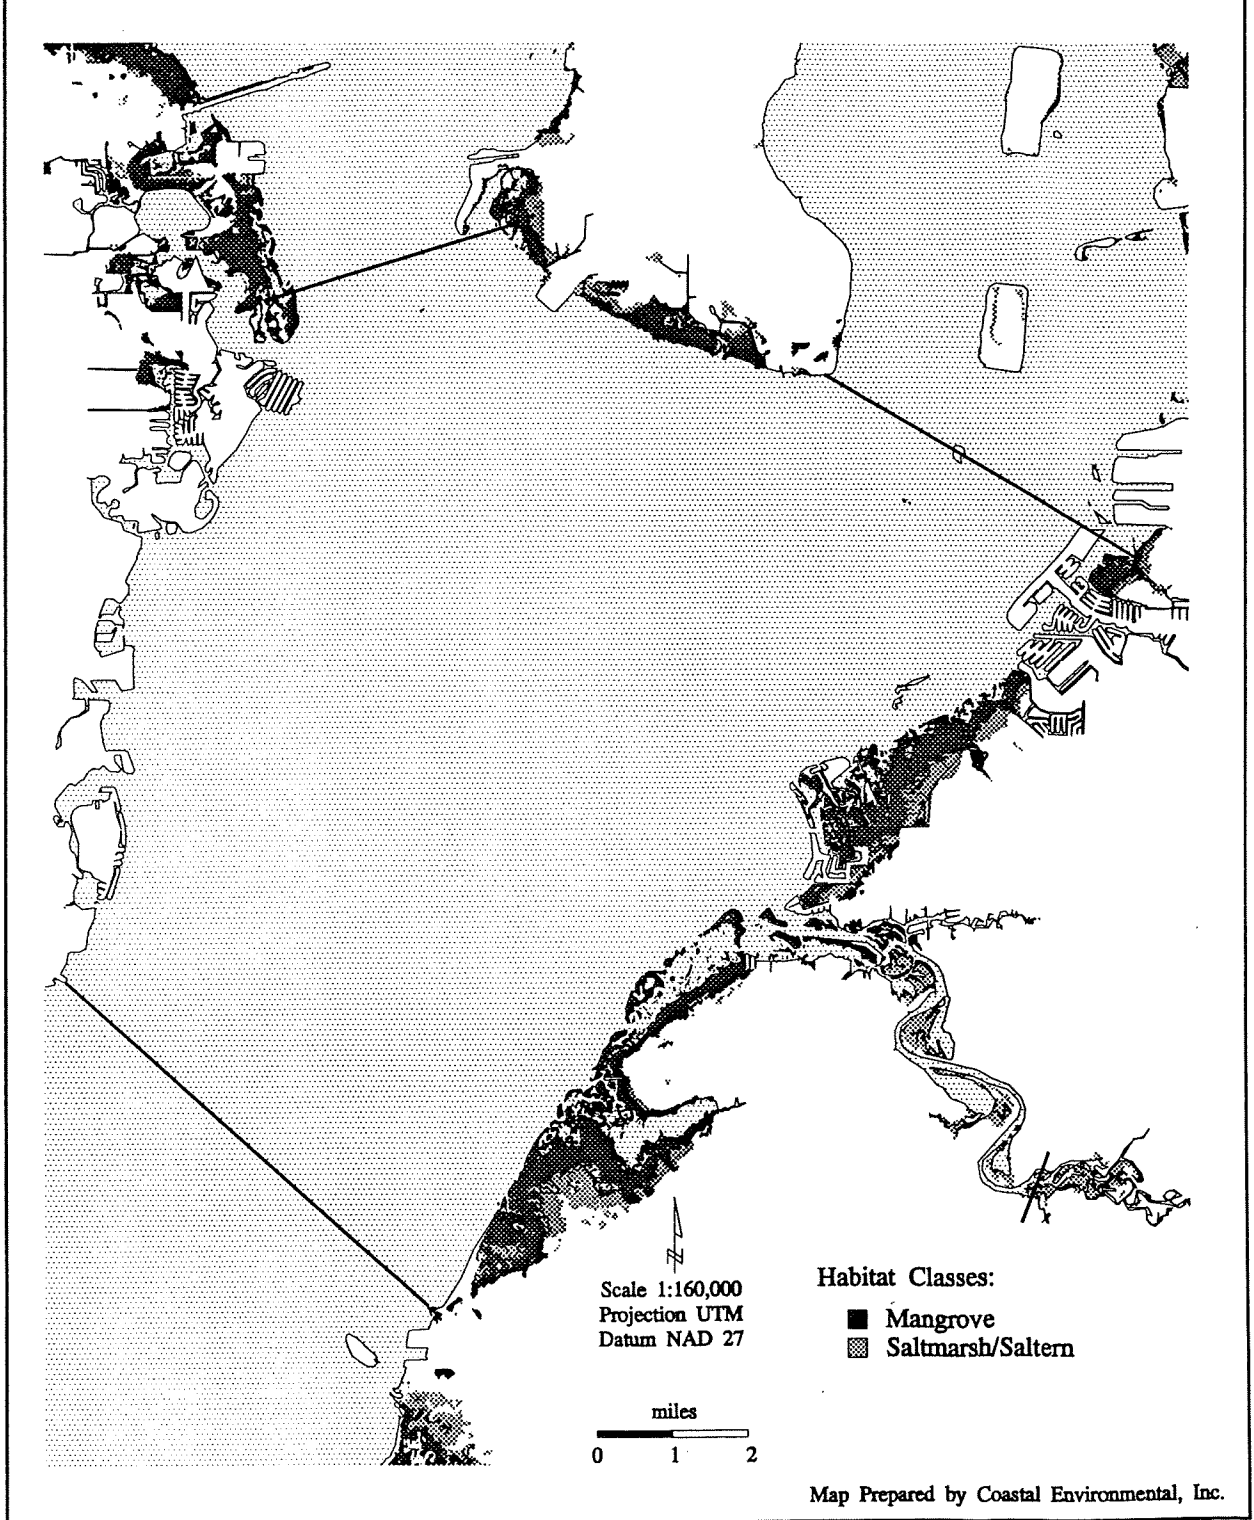 Scale 1:160,000
Projection UTM
Datum NAD 27
Habitat Classes:
Mangrove
Saltmarsh/Saltern
miles
0 1 2
Map Prepared by Coastal Environmental, Inc.